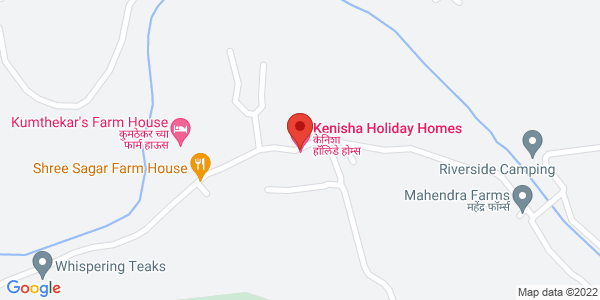 Kumthekar's Farm House
कुमठेकर च्या
फार्म हाऊस
Kenisha Holiday Homes
केनिशा
हॉलिडे होम्स
Shree Sagar Farm House
Riverside Camping
Mahendra Farms
महेंद्र फॉर्म्स
Whispering Teaks
Google
Map data ©2022